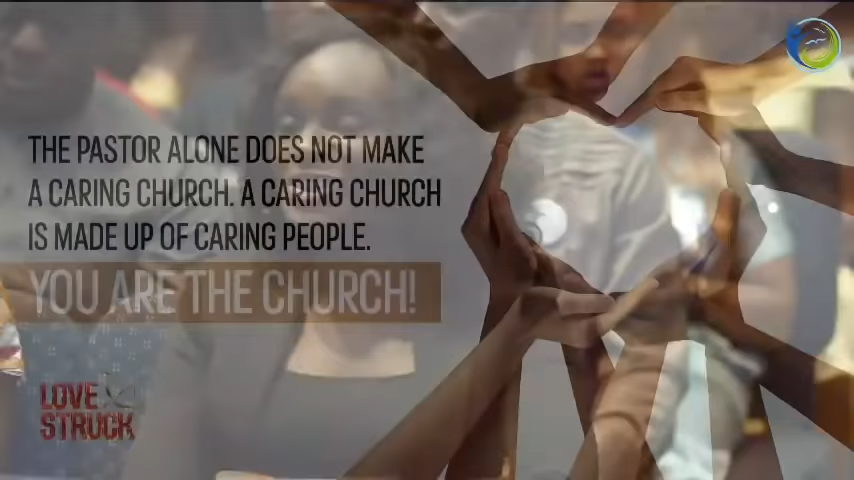 THE PASTOR ALONE DOES NOT MAKE
A CARING CHURCH. A CARING CHURCH
IS MADE UP OF CARING PEOPLE.
YOU ARE THE CHURCH!
LOVE
STRUCK